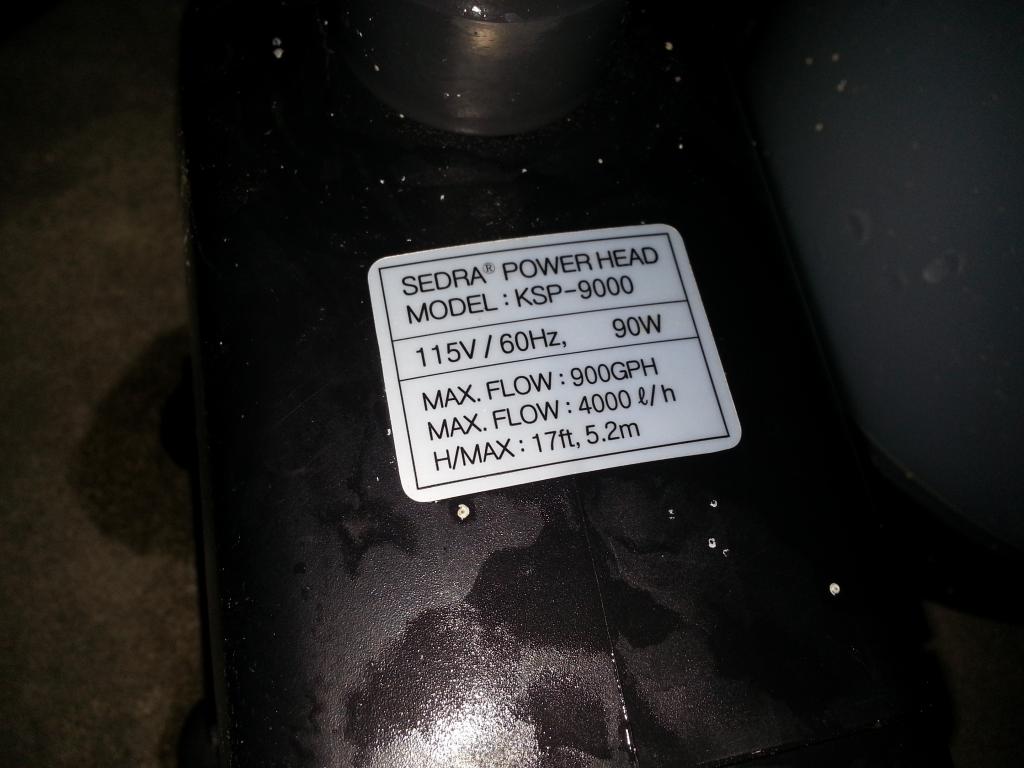 SEDRA® POWER HEAD
MODEL : KSP-9000
115V / 60Hz, 90W
MAX. FLOW : 900GPH
MAX. FLOW : 4000 ℓ/h
H/MAX : 17ft, 5.2m